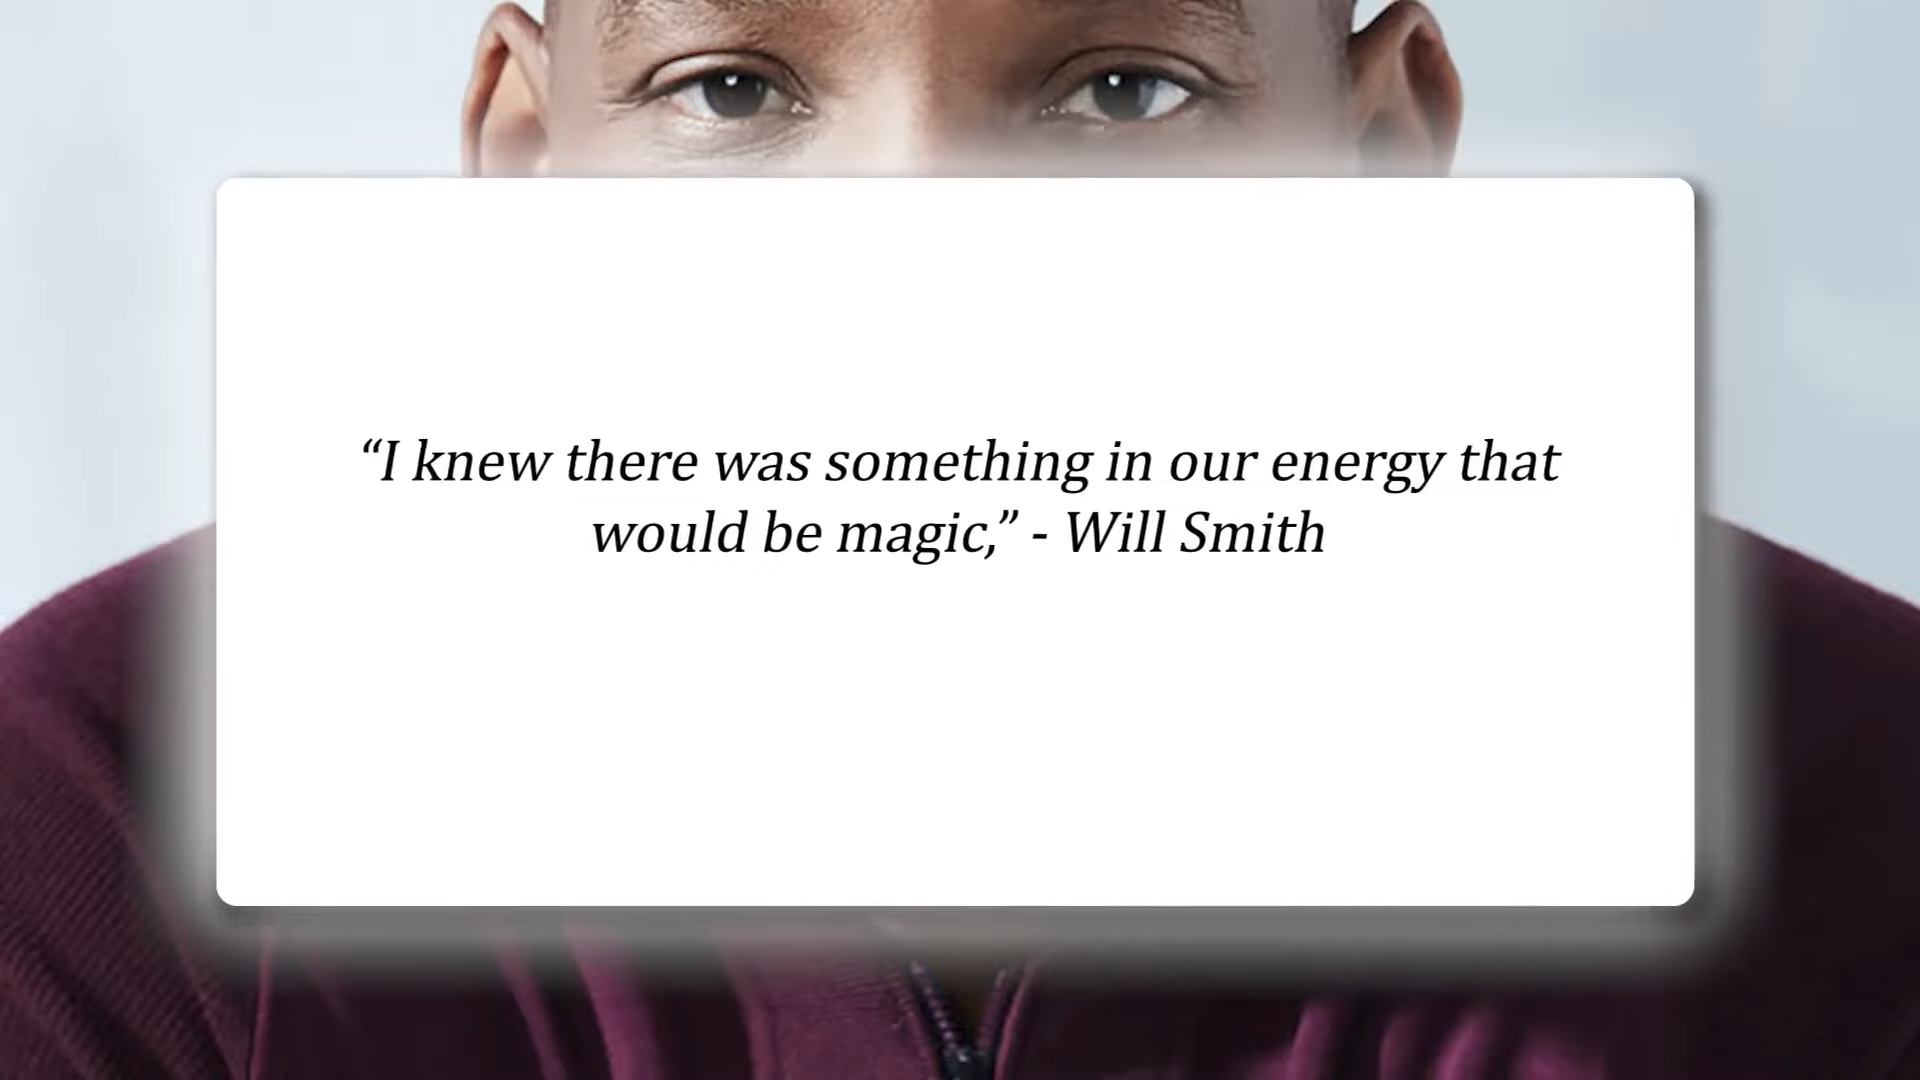 “I knew there was something in our energy that
would be magic,” - Will Smith